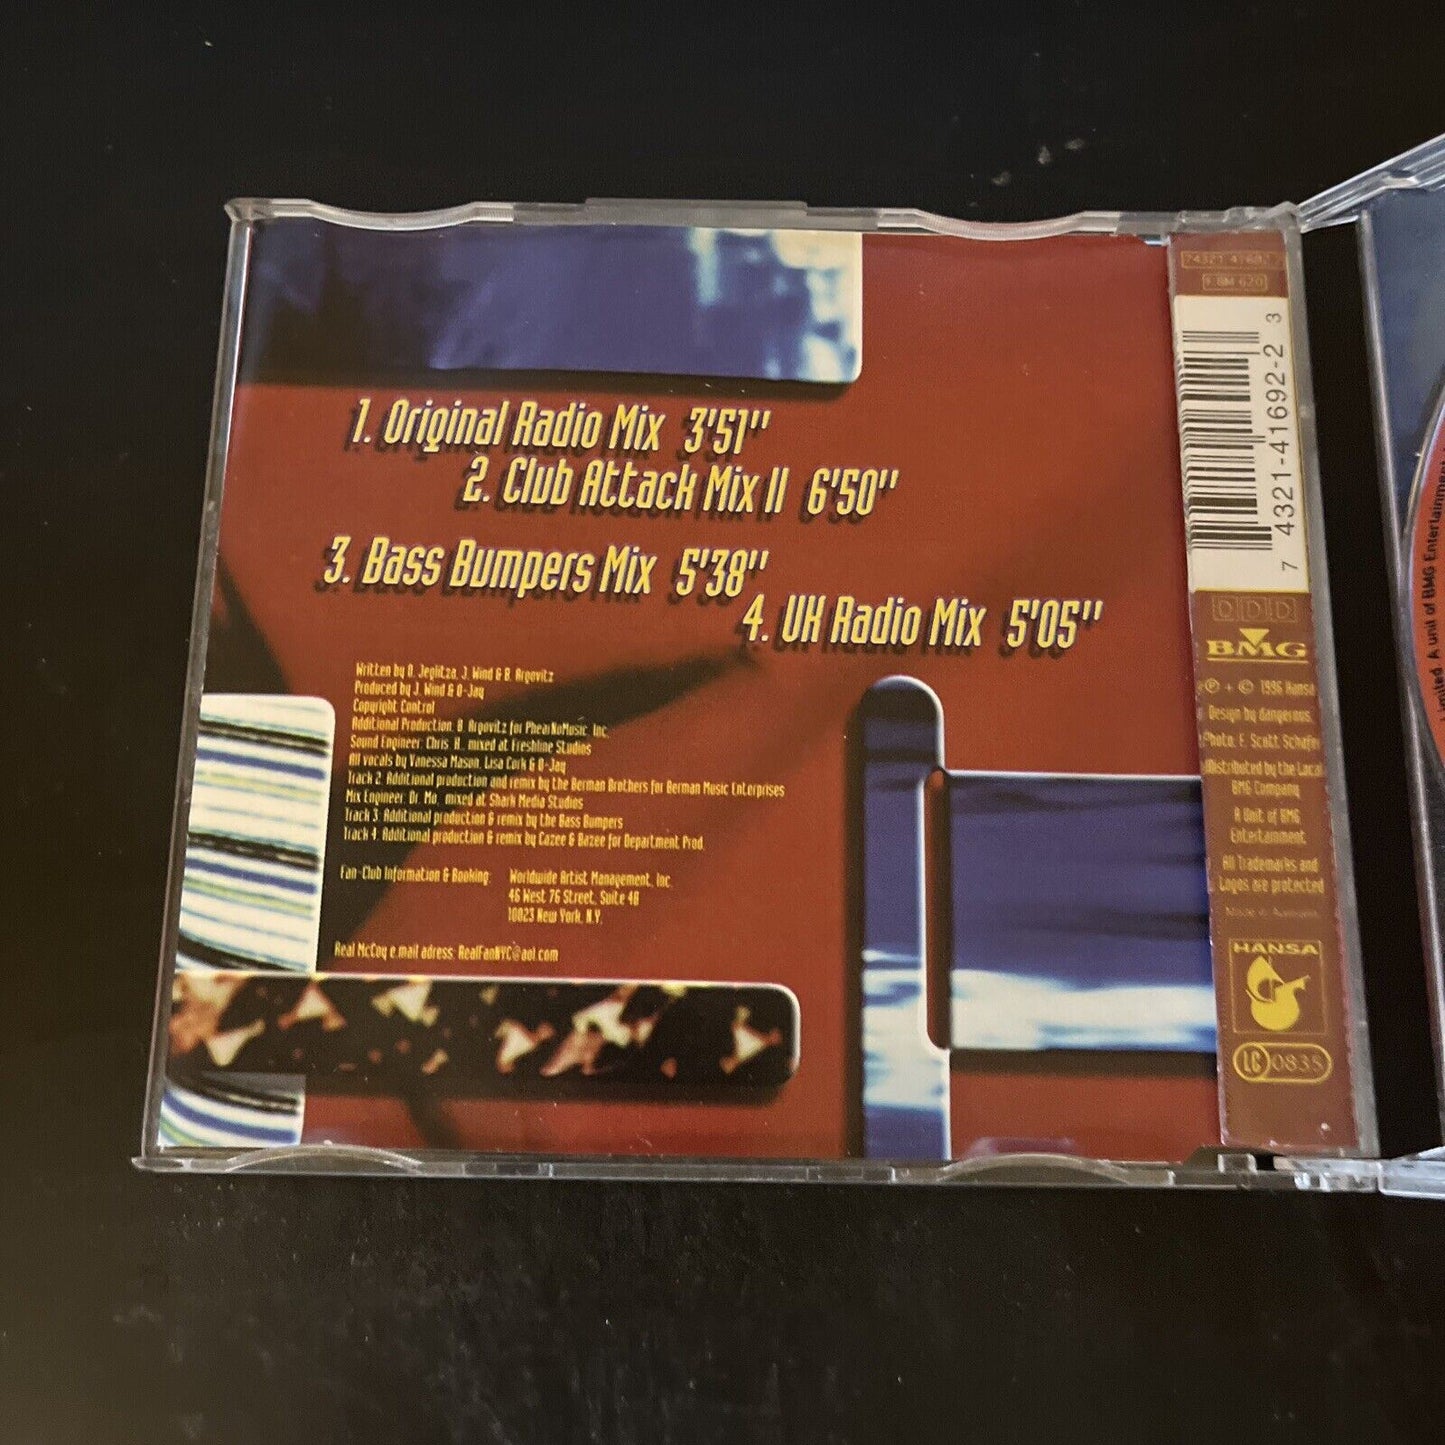 1. Original Radio Mix 3'51"
2. Club Attack Mix II 6'50"
3. Bass Bumpers Mix 5'38"
4. UK Radio Mix 5'05"
Written by O. Jeglitza, J. Wind & B. Argovitz
Produced by J. Wind & O-Jay
Copyright Control
Additional Production: B. Argovitz for PhearNoMusic, Inc.
Sound Engineer: Chris. H., mixed at Freshline Studios
All vocals by Vanessa Mason, Lisa Cork & O-Jay
Track 2: Additional production and remix by the Berman Brothers for Berman Music Enterprises
Mix Engineer: Dr. Mo, mixed at Shark Media Studios
Track 3: Additional production & remix by the Bass Bumpers
Track 4: Additional production & remix by Cazee & Bazee for Department Prod.
Fan-Club Information & Booking: Worldwide Artist Management, Inc.
46 West 76 Street, Suite 4B
10023 New York, N.Y.
Real McCoy e.mail adress: RealFanNYC@aol.com
74321 41692 2
F: BM 620
7 4321-41692-2 3
DDD
BMG
℗ + © 1996 Hansa
Design by dangerous.
Photo. F. Scott Schafer
Distributed by the Local
BMG Company
A Unit of BMG
Entertainment
All Trademarks and
Logos are protected
HANSA
LC 0835
Limited. A unit of BMG Entertainment